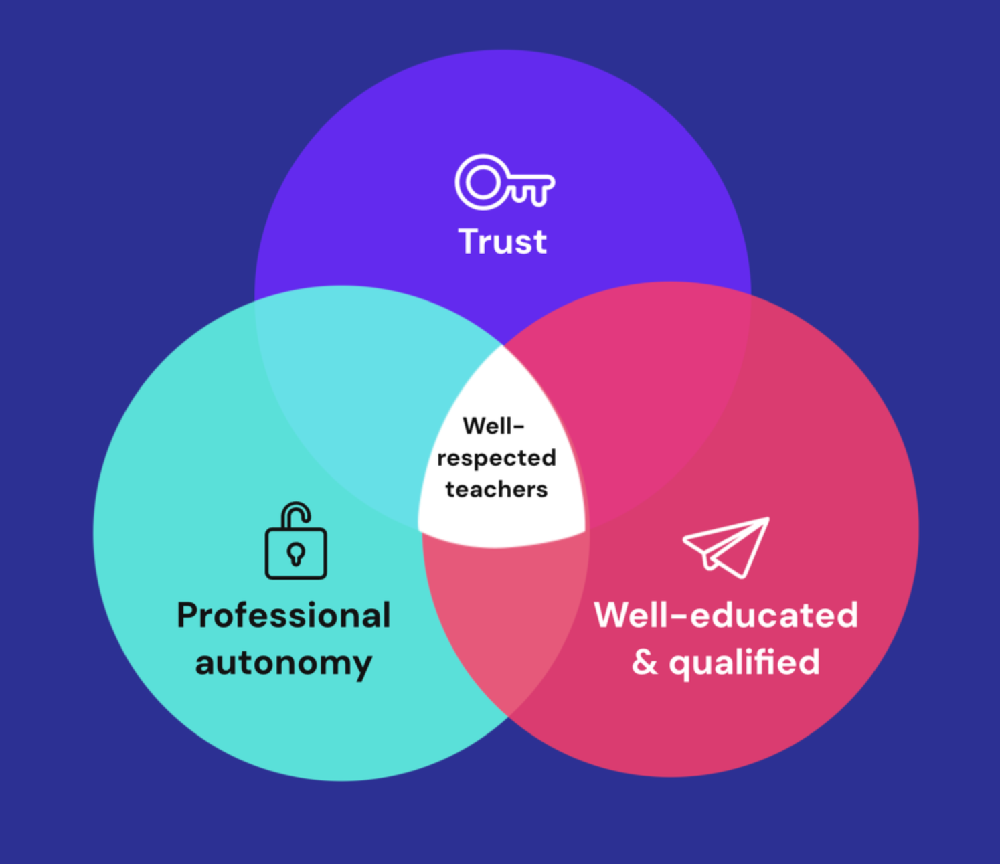 Trust
Well-
respected
teachers
Professional
autonomy
Well-educated
& qualified